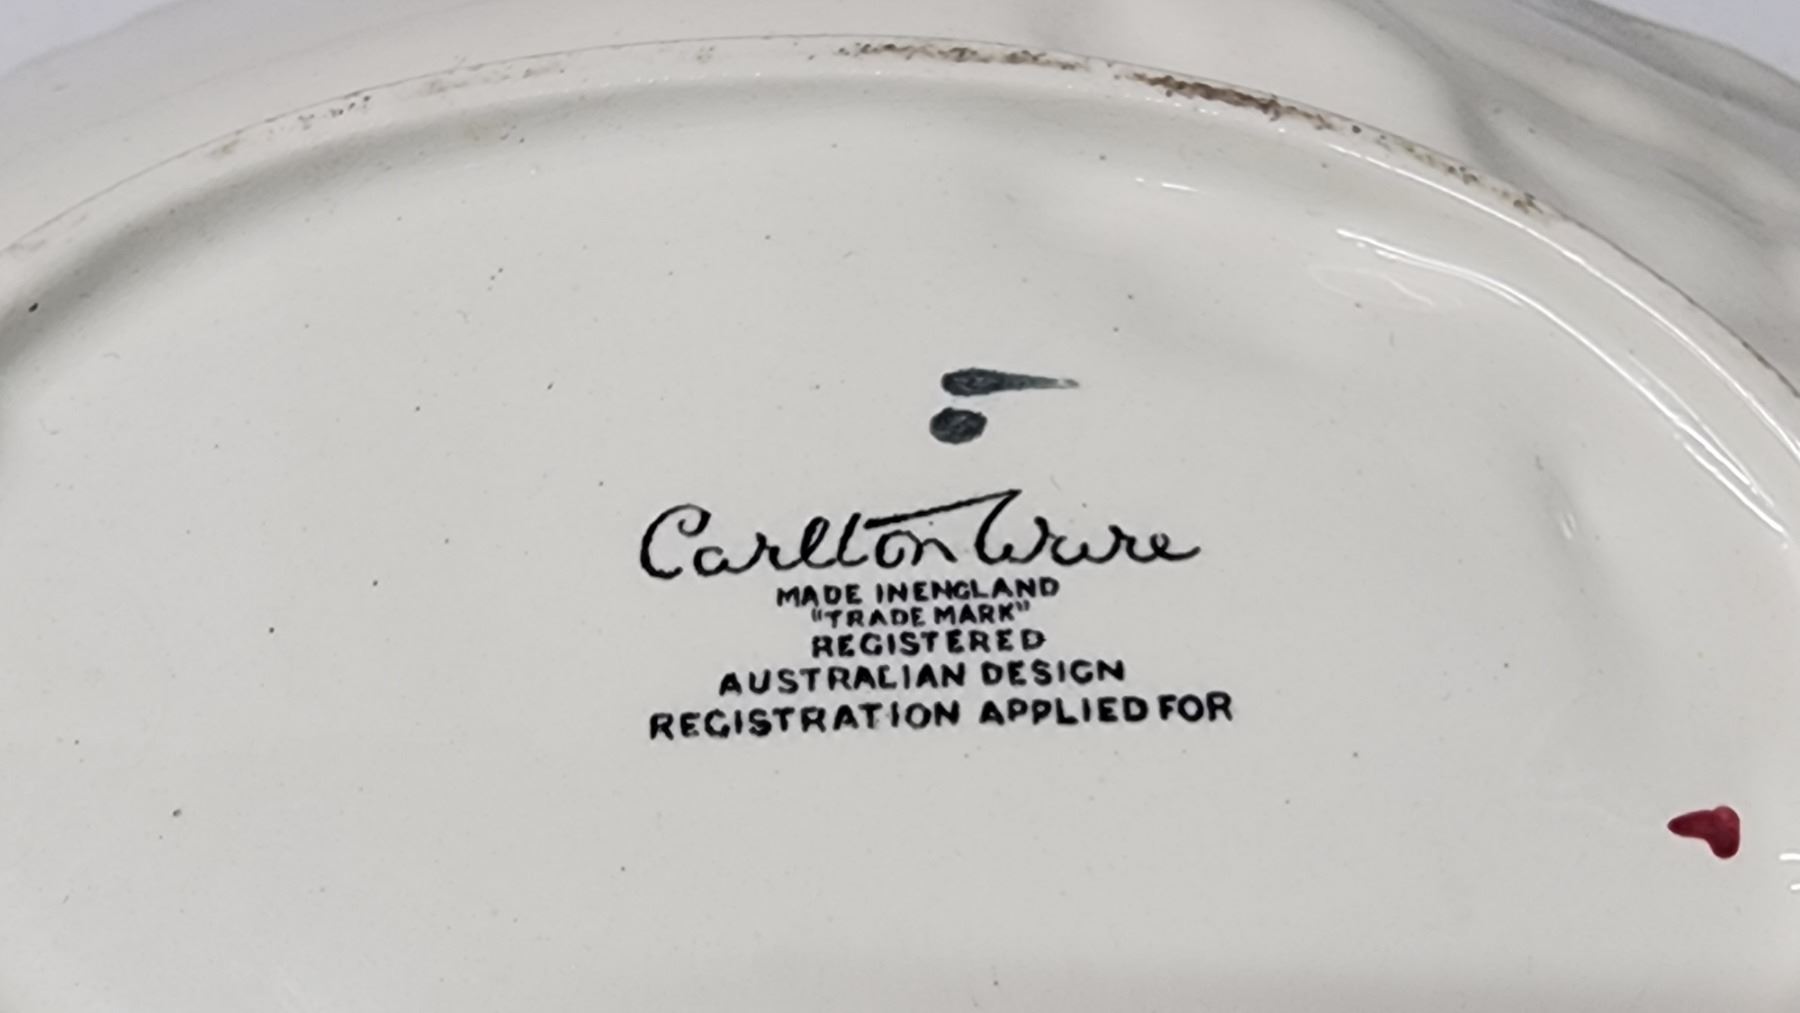 Carlton Ware
MADE IN ENGLAND
"TRADE MARK"
REGISTERED
AUSTRALIAN DESIGN
REGISTRATION APPLIED FOR